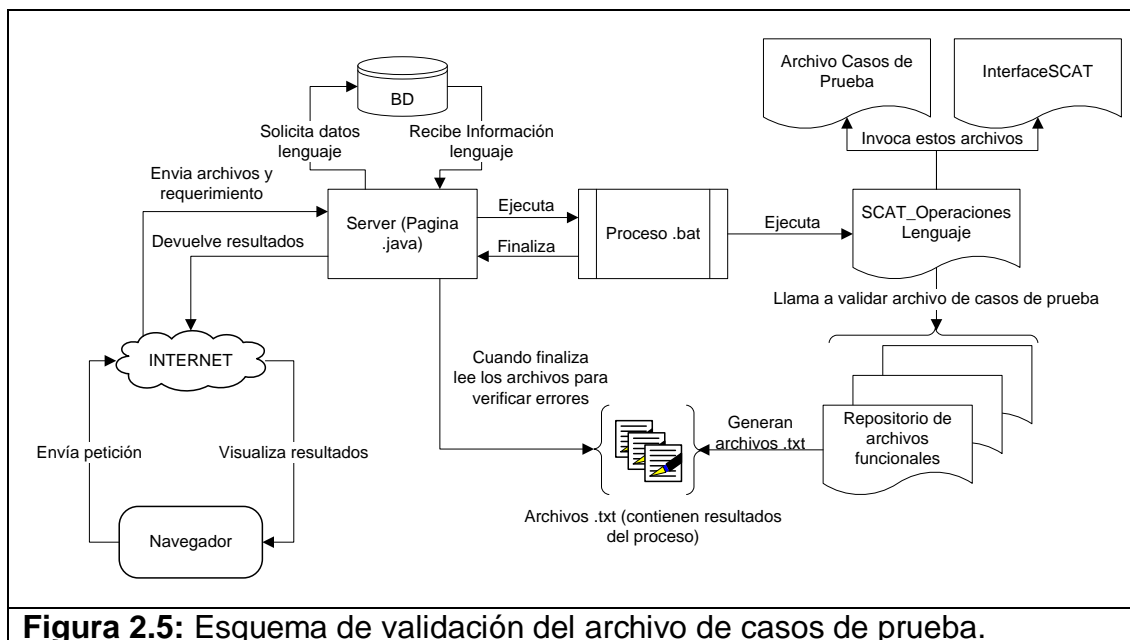 Archivo Casos de
Prueba
InterfaceSCAT
BD
Solicita datos
lenguaje
Recibe Información
lenguaje
Invoca estos archivos
Envia archivos y
requerimiento
Server (Pagina
.java)
Ejecuta
Finaliza
Proceso .bat
Ejecuta
SCAT_Operaciones
Lenguaje
Devuelve resultados
Llama a validar archivo de casos de prueba
INTERNET
Cuando finaliza
lee los archivos para
verificar errores
Generan
archivos .txt
Repositorio de
archivos
funcionales
Envía petición
Visualiza resultados
Archivos .txt (contienen resultados
del proceso)
Navegador
Figura 2.5: Esquema de validación del archivo de casos de prueba.